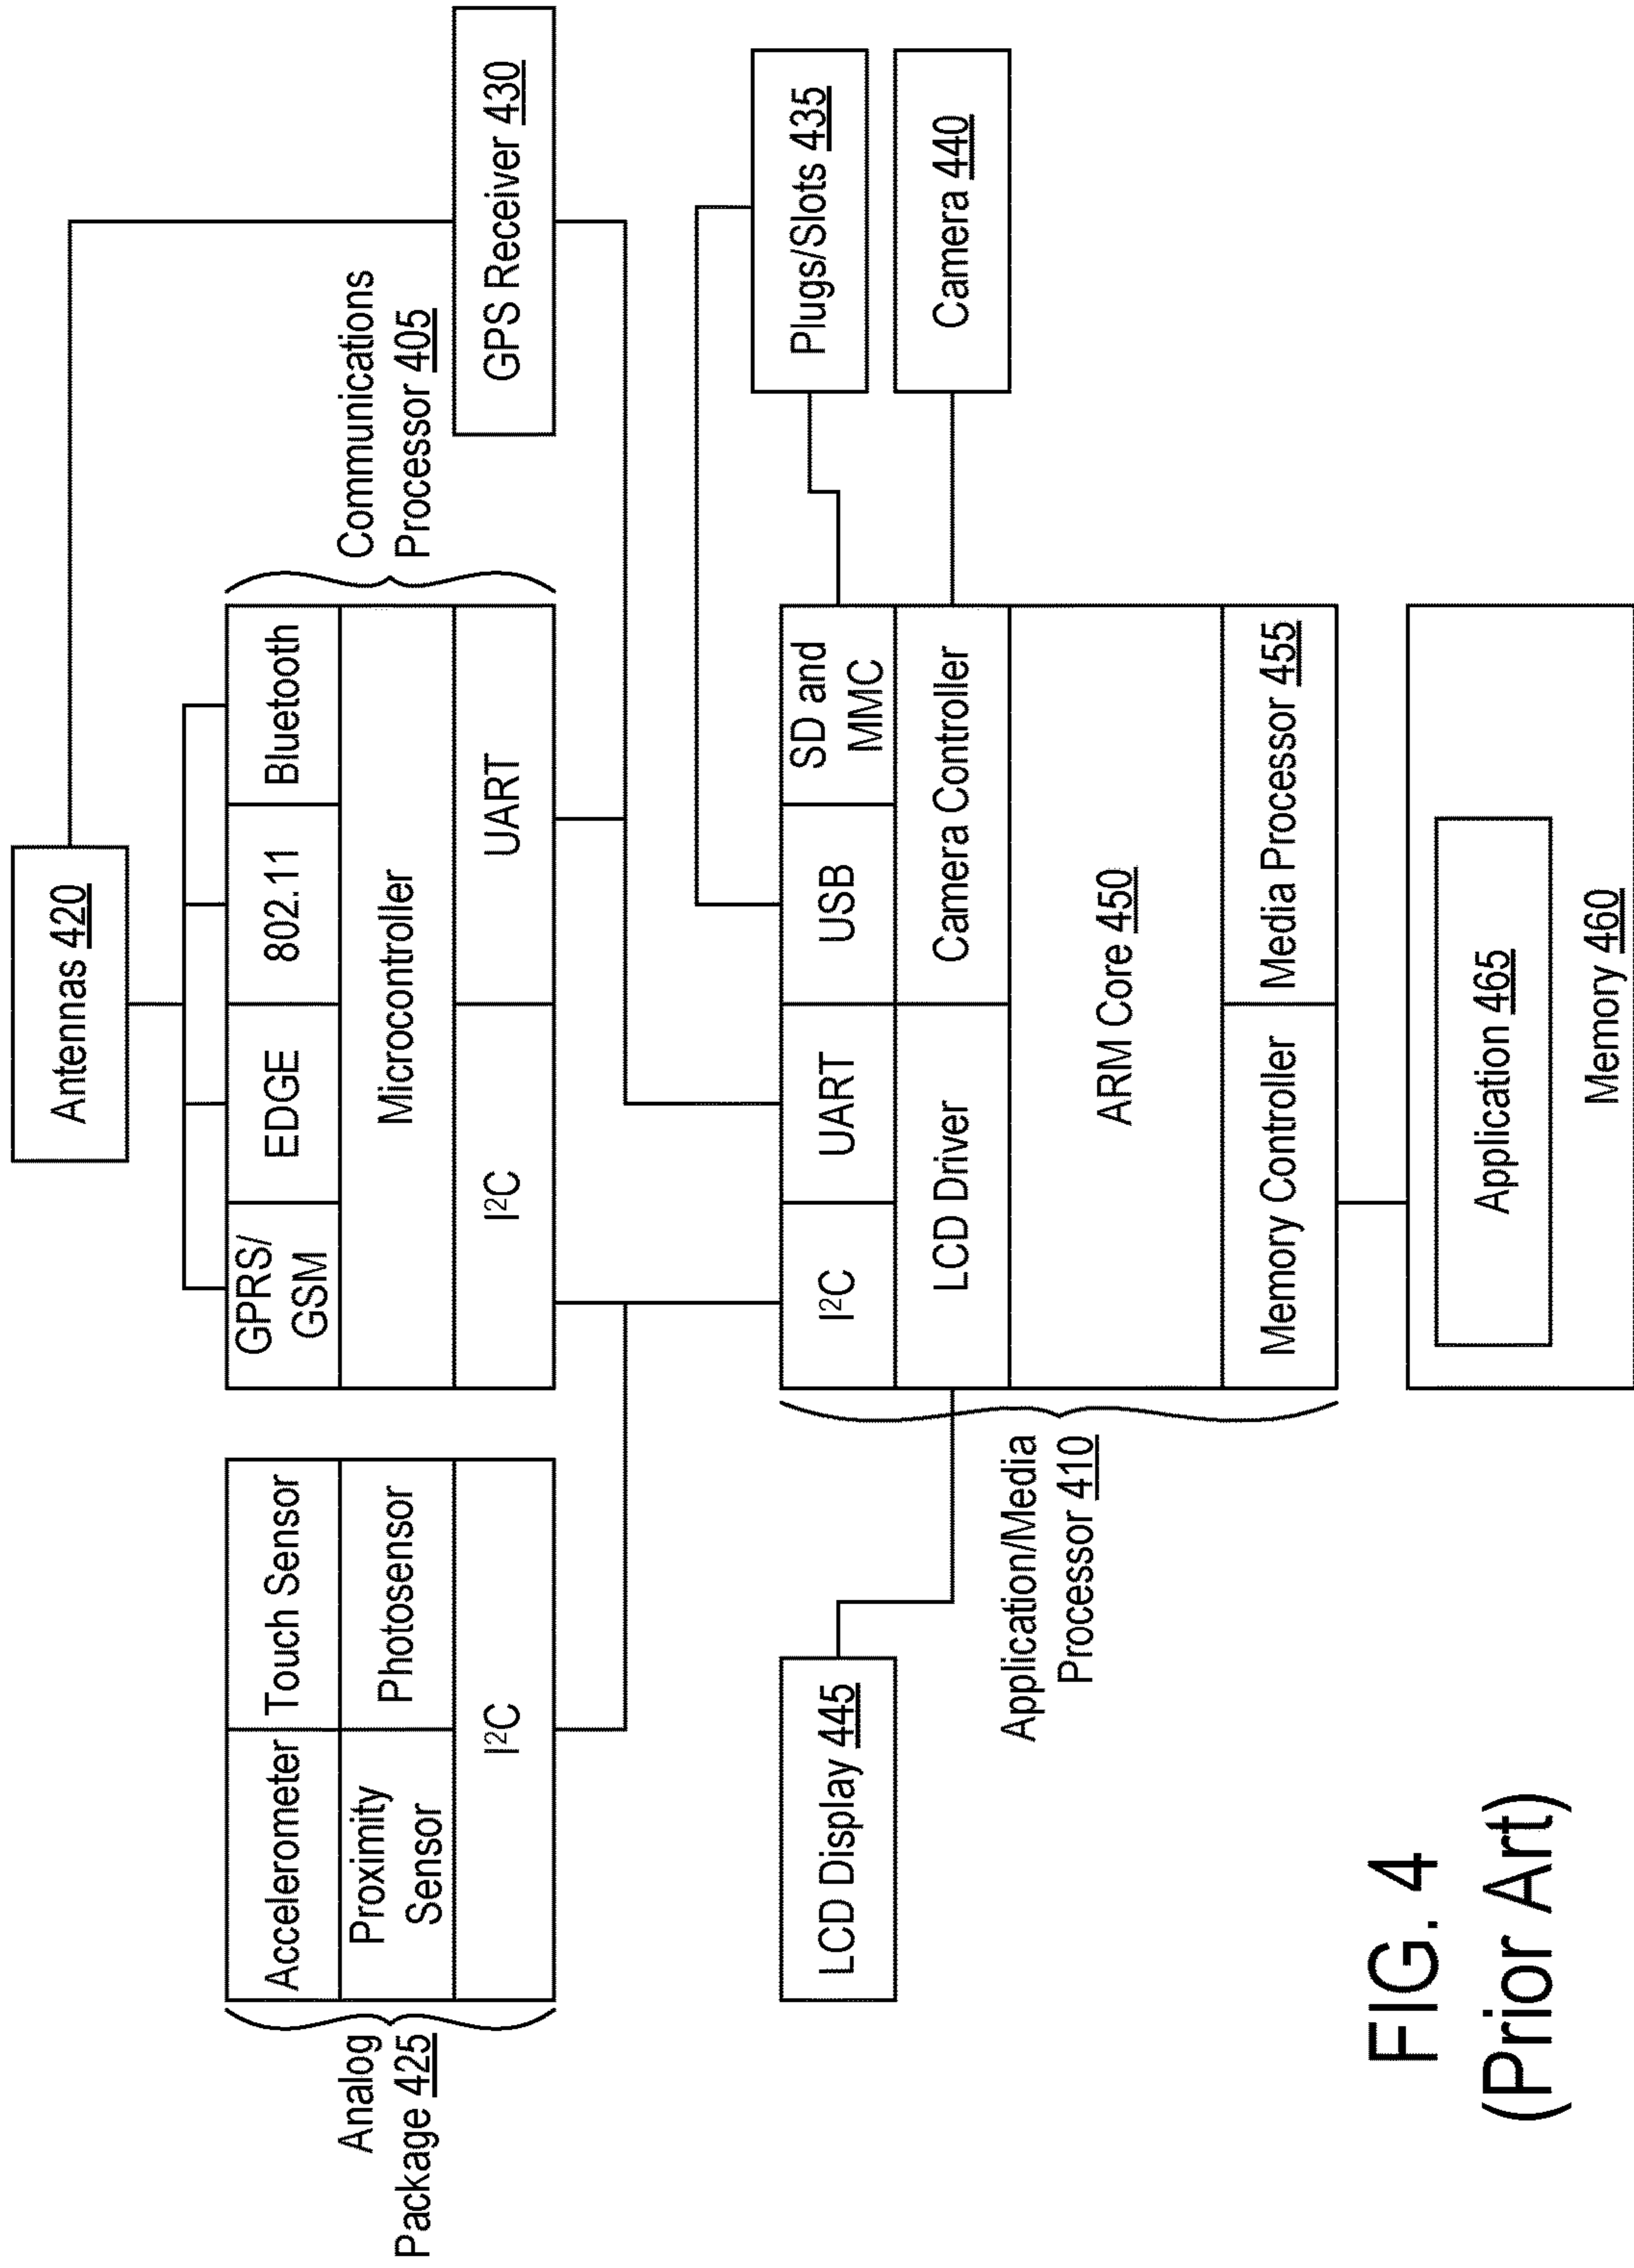 Antennas 420
Analog
Package 425
Accelerometer
Touch Sensor
Proximity
Sensor
Photosensor
I²C
GPRS/
GSM
EDGE
802.11
Bluetooth
Microcontroller
I²C
UART
Communications
Processor 405
GPS Receiver 430
LCD Display 445
Application/Media
Processor 410
I²C
UART
USB
SD and
MMC
LCD Driver
Camera Controller
ARM Core 450
Memory Controller
Media Processor 455
Plugs/Slots 435
Camera 440
Application 465
Memory 460
FIG. 4
(Prior Art)